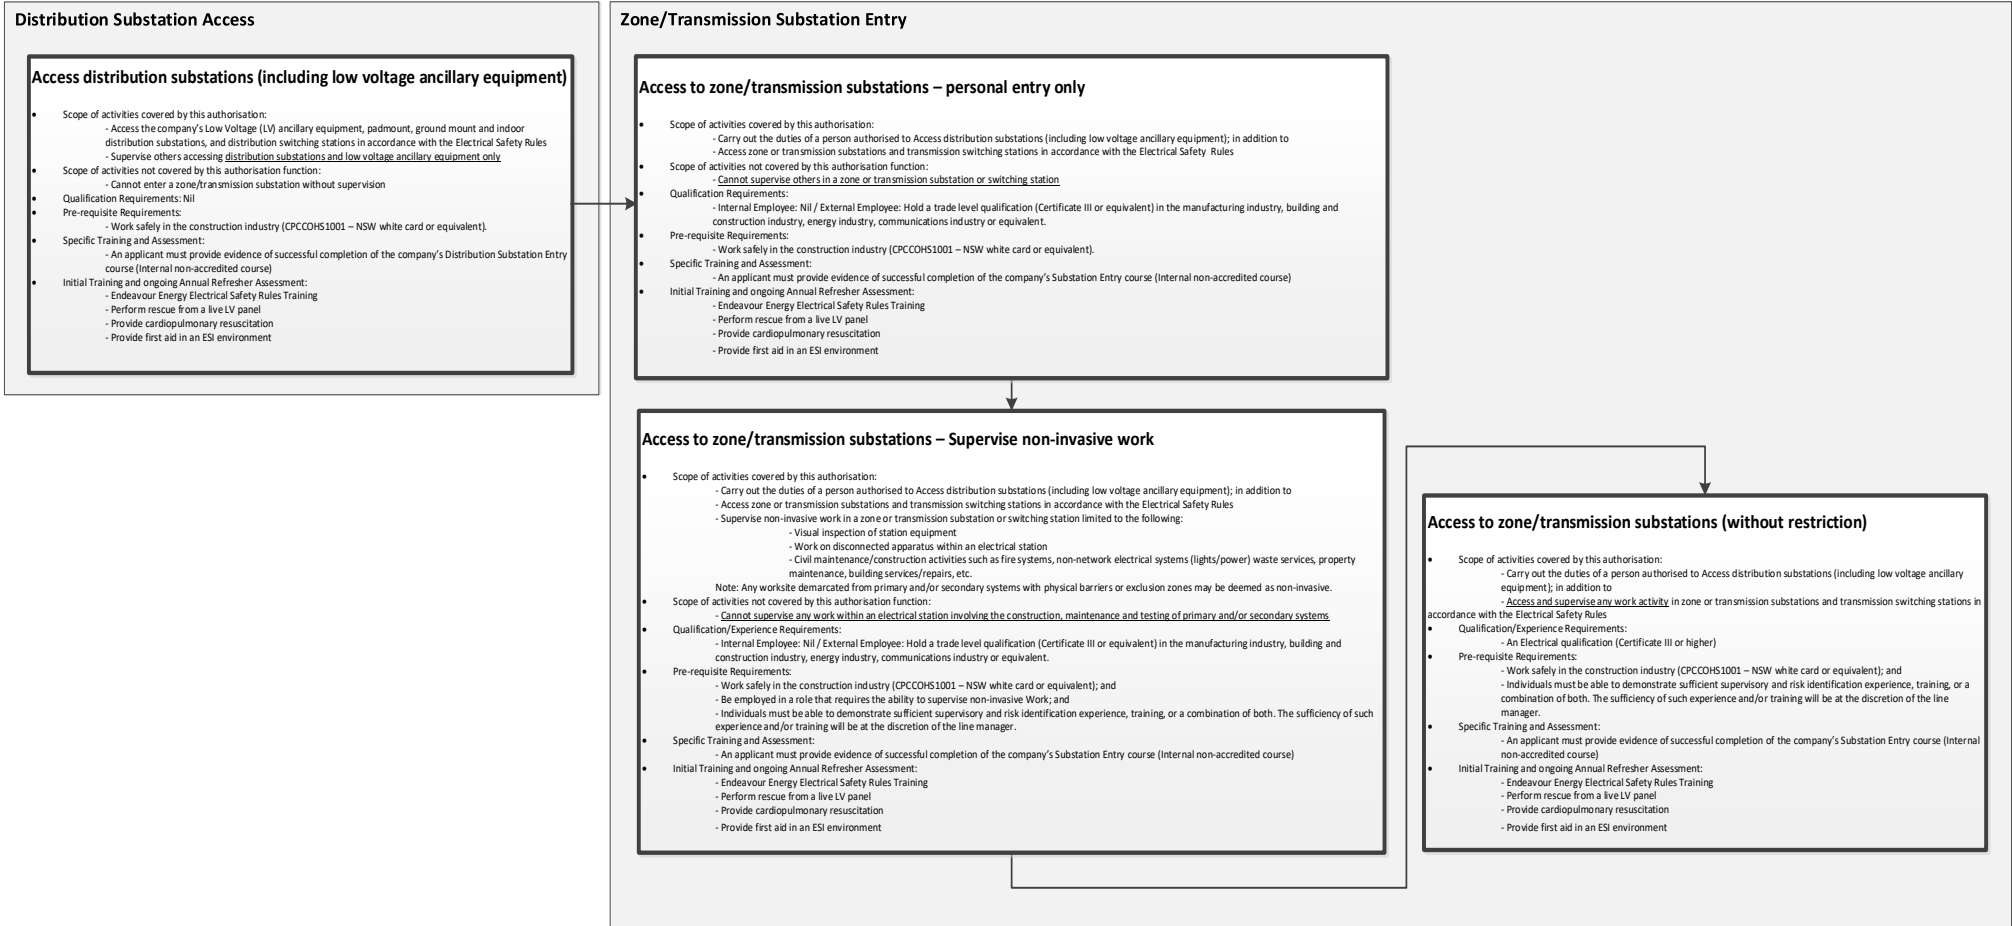 Distribution Substation Access
Access distribution substations (including low voltage ancillary equipment)
• Scope of activities covered by this authorisation:
- Access the company's Low Voltage (LV) ancillary equipment, padmount, ground mount and indoor
distribution substations, and distribution switching stations in accordance with the Electrical Safety Rules
- Supervise others accessing distribution substations and low voltage ancillary equipment only
• Scope of activities not covered by this authorisation function:
- Cannot enter a zone/transmission substation without supervision
• Qualification Requirements: Nil
• Pre-requisite Requirements:
- Work safely in the construction industry (CPCCOHS1001 – NSW white card or equivalent).
• Specific Training and Assessment:
- An applicant must provide evidence of successful completion of the company's Distribution Substation Entry
course (Internal non-accredited course)
• Initial Training and ongoing Annual Refresher Assessment:
- Endeavour Energy Electrical Safety Rules Training
- Perform rescue from a live LV panel
- Provide cardiopulmonary resuscitation
- Provide first aid in an ESI environment
Zone/Transmission Substation Entry
Access to zone/transmission substations – personal entry only
• Scope of activities covered by this authorisation:
- Carry out the duties of a person authorised to Access distribution substations (including low voltage ancillary equipment); in addition to
- Access zone or transmission substations and transmission switching stations in accordance with the Electrical Safety Rules
• Scope of activities not covered by this authorisation function:
- Cannot supervise others in a zone or transmission substation or switching station
• Qualification Requirements:
- Internal Employee: Nil / External Employee: Hold a trade level qualification (Certificate III or equivalent) in the manufacturing industry, building and
construction industry, energy industry, communications industry or equivalent.
• Pre-requisite Requirements:
- Work safely in the construction industry (CPCCOHS1001 – NSW white card or equivalent).
• Specific Training and Assessment:
- An applicant must provide evidence of successful completion of the company's Substation Entry course (Internal non-accredited course)
• Initial Training and ongoing Annual Refresher Assessment:
- Endeavour Energy Electrical Safety Rules Training
- Perform rescue from a live LV panel
- Provide cardiopulmonary resuscitation
- Provide first aid in an ESI environment
Access to zone/transmission substations – Supervise non-invasive work
• Scope of activities covered by this authorisation:
- Carry out the duties of a person authorised to Access distribution substations (including low voltage ancillary equipment); in addition to
- Access zone or transmission substations and transmission switching stations in accordance with the Electrical Safety Rules
- Supervise non-invasive work in a zone or transmission substation or switching station limited to the following:
- Visual inspection of station equipment
- Work on disconnected apparatus within an electrical station
- Civil maintenance/construction activities such as fire systems, non-network electrical systems (lights/power) waste services, property
maintenance, building services/repairs, etc.
Note: Any worksite demarcated from primary and/or secondary systems with physical barriers or exclusion zones may be deemed as non-invasive.
• Scope of activities not covered by this authorisation function:
- Cannot supervise any work within an electrical station involving the construction, maintenance and testing of primary and/or secondary systems
• Qualification/Experience Requirements:
- Internal Employee: Nil / External Employee: Hold a trade level qualification (Certificate III or equivalent) in the manufacturing industry, building and
construction industry, energy industry, communications industry or equivalent.
• Pre-requisite Requirements:
- Work safely in the construction industry (CPCCOHS1001 – NSW white card or equivalent); and
- Be employed in a role that requires the ability to supervise non-invasive Work; and
- Individuals must be able to demonstrate sufficient supervisory and risk identification experience, training, or a combination of both. The sufficiency of such
experience and/or training will be at the discretion of the line manager.
• Specific Training and Assessment:
- An applicant must provide evidence of successful completion of the company's Substation Entry course (Internal non-accredited course)
• Initial Training and ongoing Annual Refresher Assessment:
- Endeavour Energy Electrical Safety Rules Training
- Perform rescue from a live LV panel
- Provide cardiopulmonary resuscitation
- Provide first aid in an ESI environment
Access to zone/transmission substations (without restriction)
• Scope of activities covered by this authorisation:
- Carry out the duties of a person authorised to Access distribution substations (including low voltage ancillary
equipment); in addition to
- Access and supervise any work activity in zone or transmission substations and transmission switching stations in
accordance with the Electrical Safety Rules
• Qualification/Experience Requirements:
- An Electrical qualification (Certificate III or higher)
• Pre-requisite Requirements:
- Work safely in the construction industry (CPCCOHS1001 – NSW white card or equivalent); and
- Individuals must be able to demonstrate sufficient supervisory and risk identification experience, training, or a
combination of both. The sufficiency of such experience and/or training will be at the discretion of the line
manager.
• Specific Training and Assessment:
- An applicant must provide evidence of successful completion of the company's Substation Entry course (Internal
non-accredited course)
• Initial Training and ongoing Annual Refresher Assessment:
- Endeavour Energy Electrical Safety Rules Training
- Perform rescue from a live LV panel
- Provide cardiopulmonary resuscitation
- Provide first aid in an ESI environment